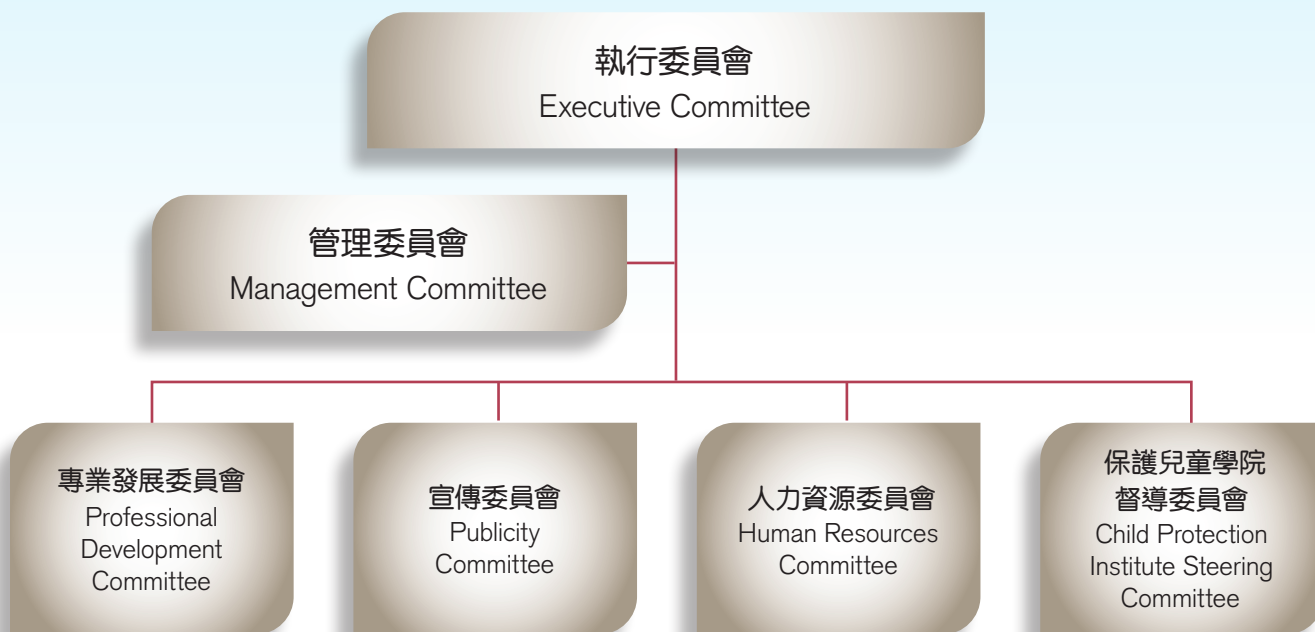 執行委員會
Executive Committee
管理委員會
Management Committee
專業發展委員會
Professional
Development
Committee
宣傳委員會
Publicity
Committee
人力資源委員會
Human Resources
Committee
保護兒童學院
督導委員會
Child Protection
Institute Steering
Committee